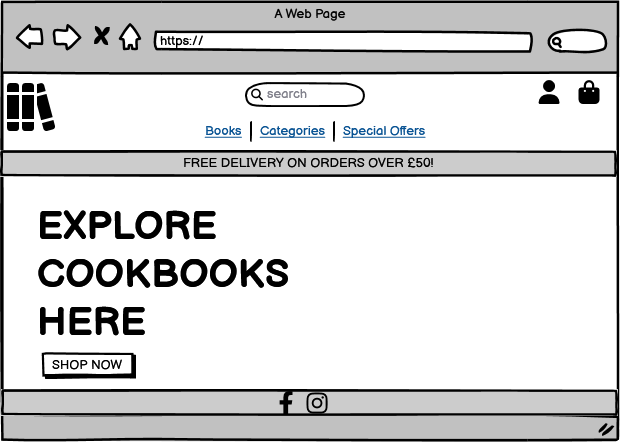 A Web Page
https://
search
Books Categories Special Offers
FREE DELIVERY ON ORDERS OVER £50!
EXPLORE
COOKBOOKS
HERE
SHOP NOW